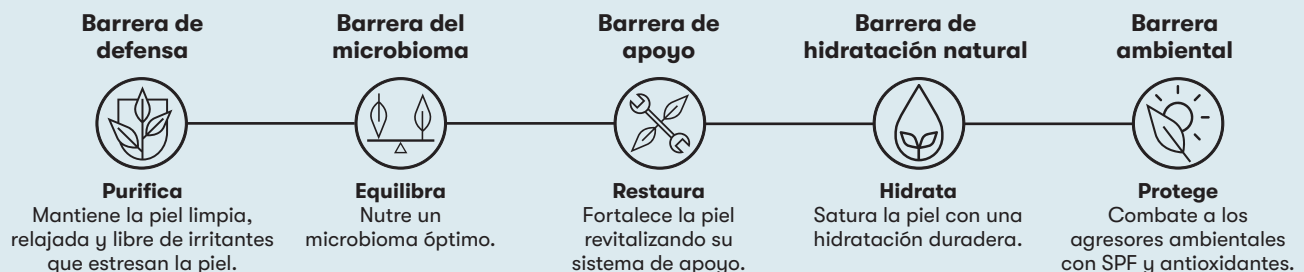 Barrera de
defensa
Purifica
Mantiene la piel limpia,
relajada y libre de irritantes
que estresan la piel.
Barrera del
microbioma
Equilibra
Nutre un
microbioma óptimo.
Barrera de
apoyo
Restaura
Fortalece la piel
revitalizando su
sistema de apoyo.
Barrera de
hidratación natural
Hidrata
Satura la piel con una
hidratación duradera.
Barrera
ambiental
Protege
Combate a los
agresores ambientales
con SPF y antioxidantes.